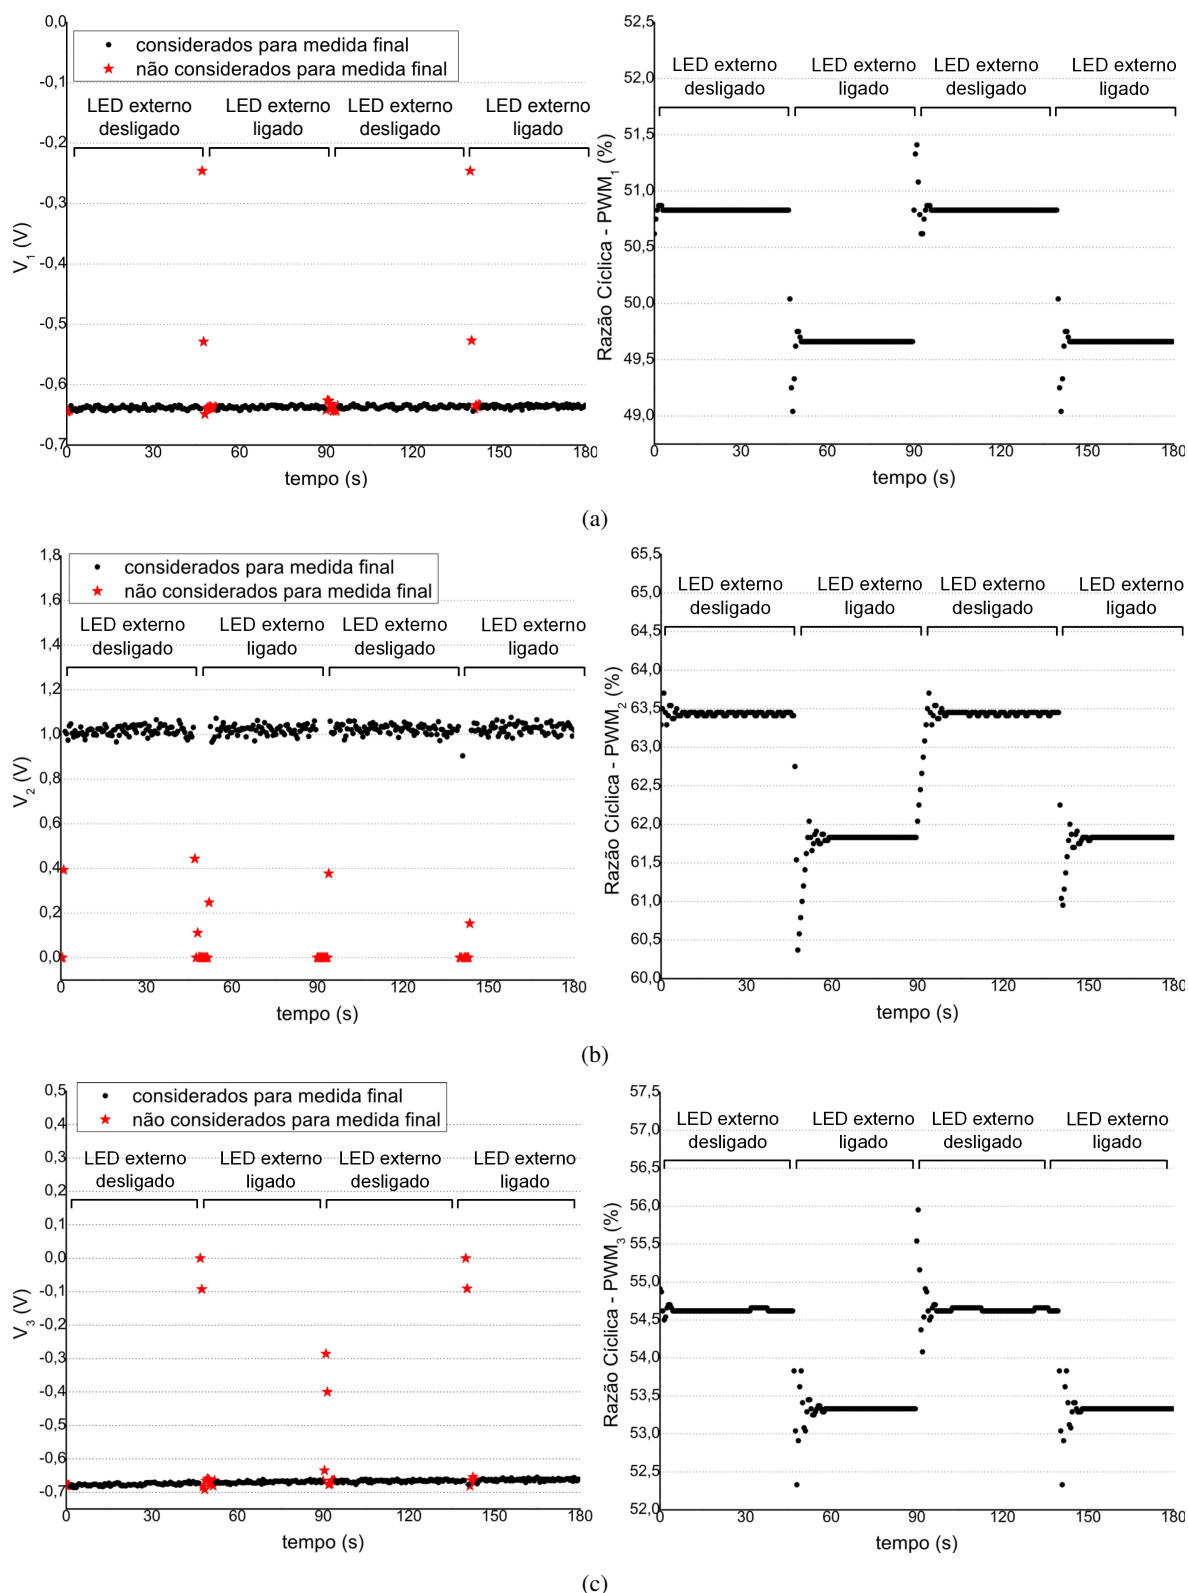 0,0
-0,1
-0,2
-0,3
-0,4
-0,5
-0,6
-0,7
V1 (V)
considerados para medida final
não considerados para medida final
LED externo
desligado
LED externo
ligado
LED externo
desligado
LED externo
ligado
0 30 60 90 120 150 180
tempo (s)
52,5
52,0
51,5
51,0
50,5
50,0
49,5
49,0
Razão Cíclica - PWM1 (%)
LED externo
desligado
LED externo
ligado
LED externo
desligado
LED externo
ligado
0 30 60 90 120 150 180
tempo (s)
(a)
1,8
1,6
1,4
1,2
1,0
0,8
0,6
0,4
0,2
0,0
V2 (V)
considerados para medida final
não considerados para medida final
LED externo
desligado
LED externo
ligado
LED externo
desligado
LED externo
ligado
0 30 60 90 120 150 180
tempo (s)
65,5
65,0
64,5
64,0
63,5
63,0
62,5
62,0
61,5
61,0
60,5
60,0
Razão Cíclica - PWM2 (%)
LED externo
desligado
LED externo
ligado
LED externo
desligado
LED externo
ligado
0 30 60 90 120 150 180
tempo (s)
(b)
0,5
0,4
0,3
0,2
0,1
0,0
-0,1
-0,2
-0,3
-0,4
-0,5
-0,6
-0,7
V3 (V)
considerados para medida final
não considerados para medida final
LED externo
desligado
LED externo
ligado
LED externo
desligado
LED externo
ligado
0 30 60 90 120 150 180
tempo (s)
57,5
57,0
56,5
56,0
55,5
55,0
54,5
54,0
53,5
53,0
52,5
52,0
Razão Cíclica - PWM3 (%)
LED externo
desligado
LED externo
ligado
LED externo
desligado
LED externo
ligado
0 30 60 90 120 150 180
tempo (s)
(c)